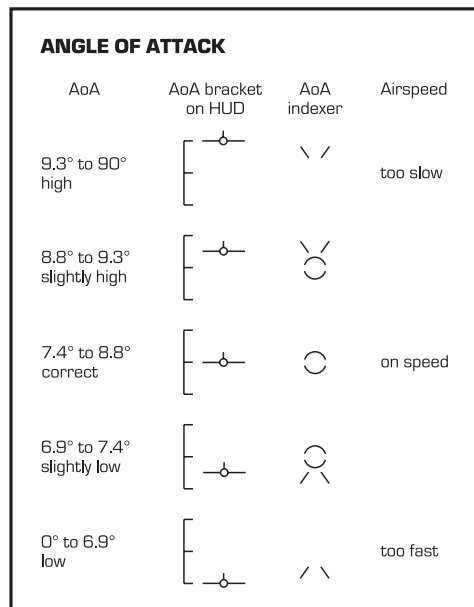 ANGLE OF ATTACK
AoA
AoA bracket
on HUD
AoA
indexer
Airspeed
9.3° to 90°
high
too slow
8.8° to 9.3°
slightly high
7.4° to 8.8°
correct
on speed
6.9° to 7.4°
slightly low
0° to 6.9°
low
too fast